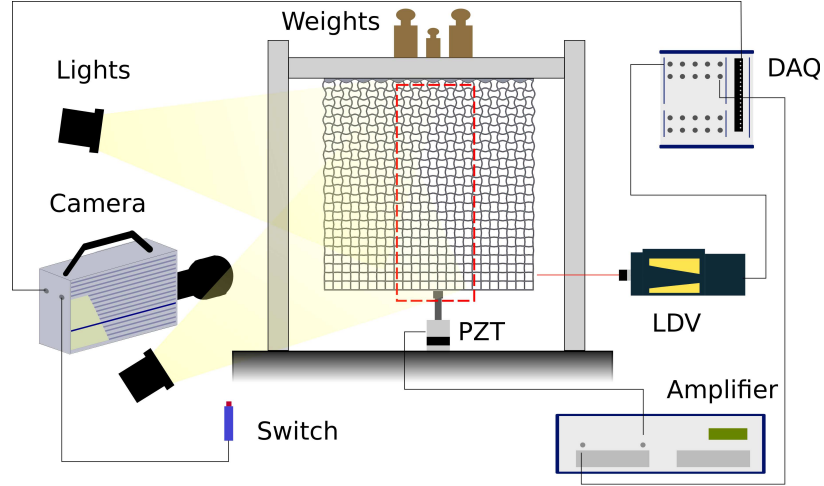 Weights
Lights
DAQ
Camera
PZT
LDV
Amplifier
Switch